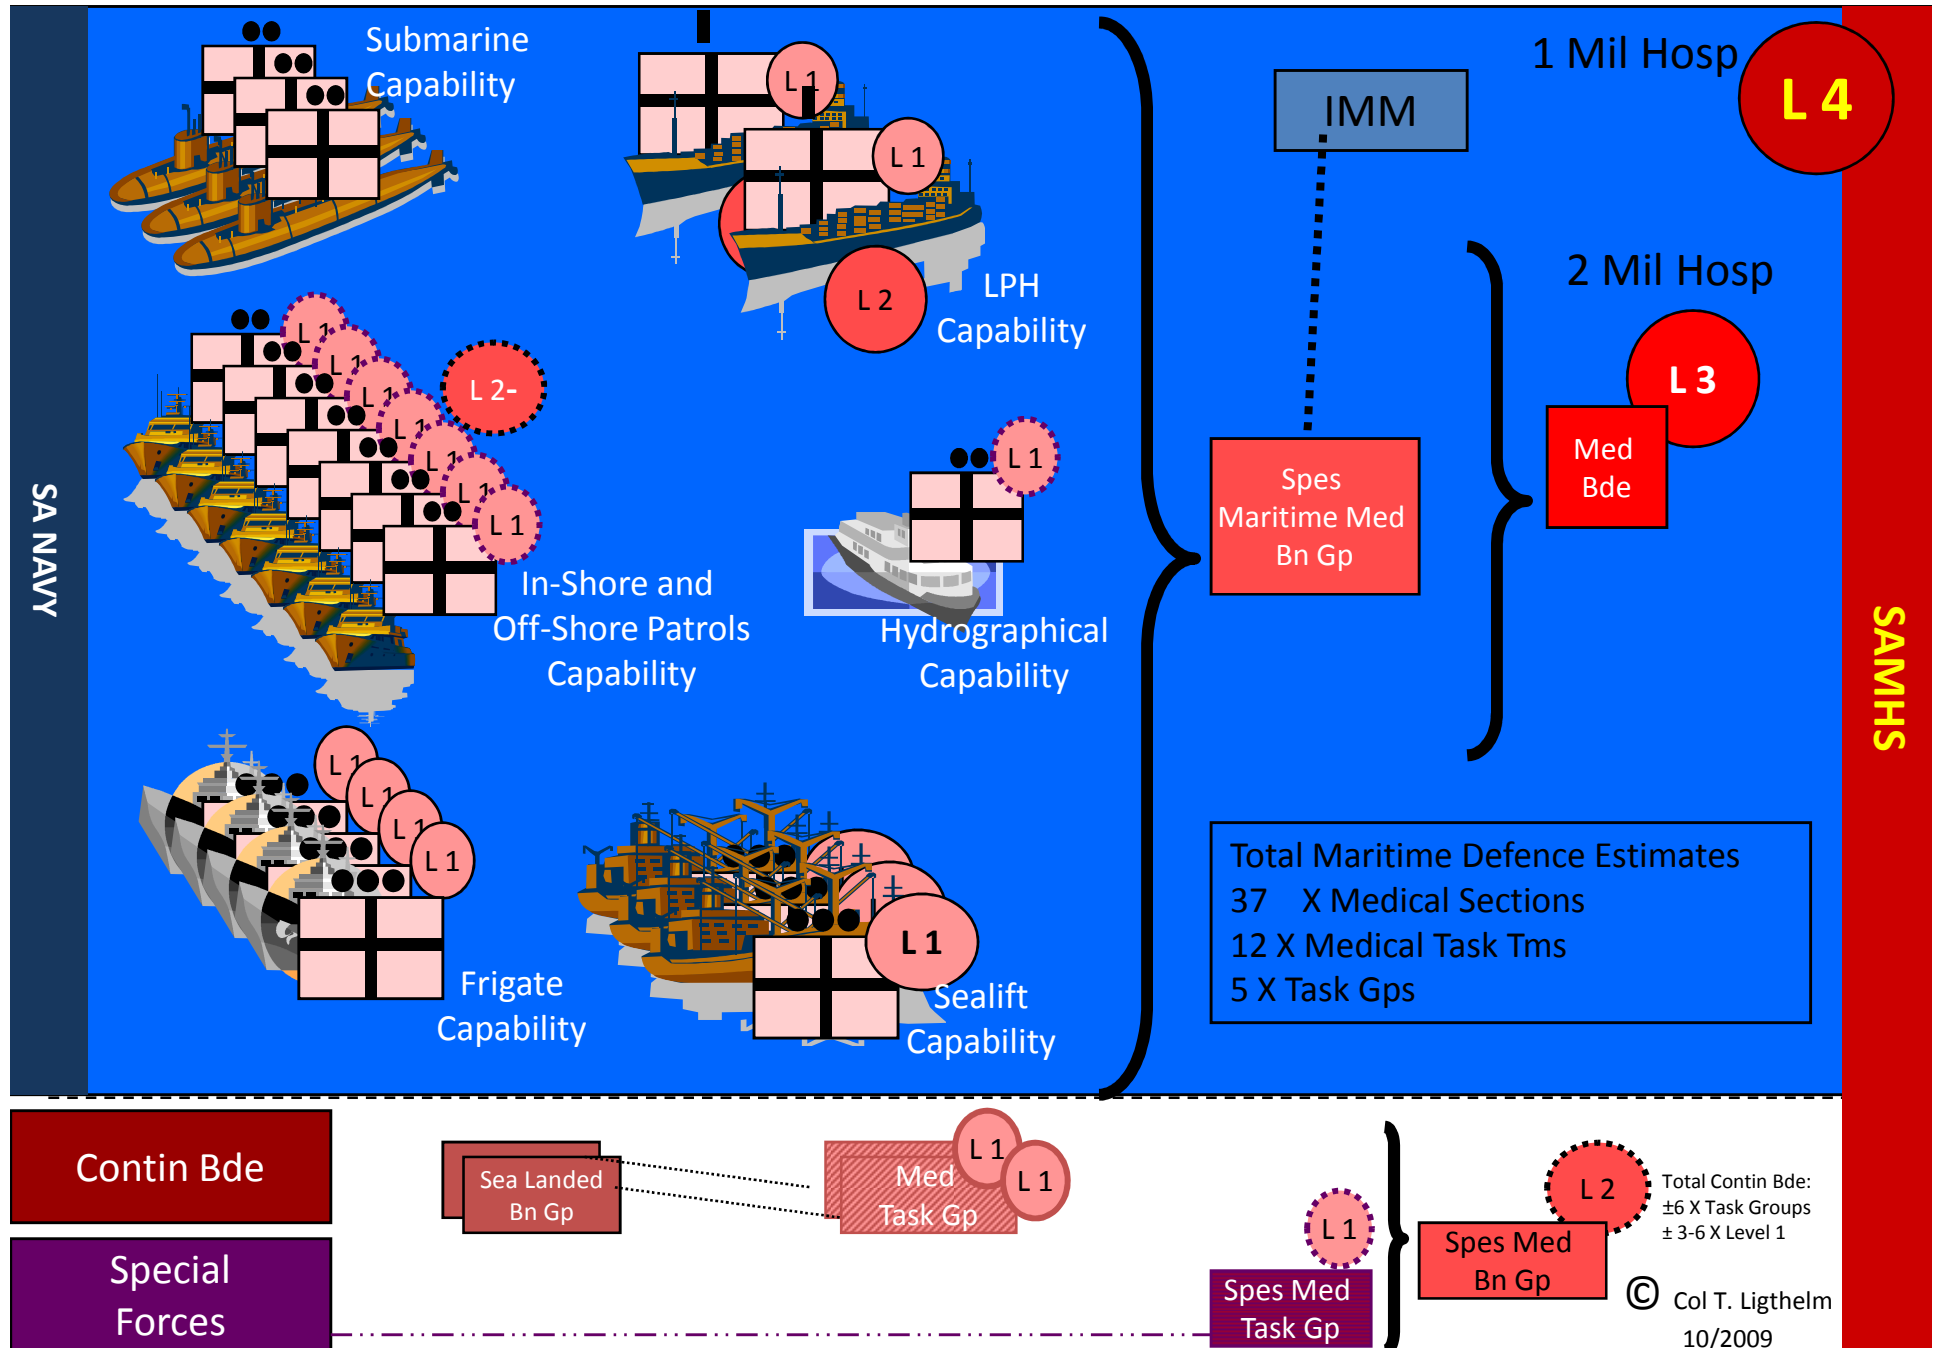 SA NAVY
Submarine
Capability
L 1
L 1
L 2
LPH
Capability
L 1
L 1
L 1
L 1
L 1
L 1
L 1
L 2-
In-Shore and
Off-Shore Patrols
Capability
L 1
Hydrographical
Capability
L 1
L 1
L 1
L 1
Frigate
Capability
L 1
Sealift
Capability
IMM
1 Mil Hosp
L 4
2 Mil Hosp
L 3
Med
Bde
Spes
Maritime Med
Bn Gp
Total Maritime Defence Estimates
37 X Medical Sections
12 X Medical Task Tms
5 X Task Gps
SAMHS
Contin Bde
Sea Landed
Bn Gp
Med
Task Gp
L 1
L 1
Special
Forces
L 1
Spes Med
Task Gp
L 2
Spes Med
Bn Gp
Total Contin Bde:
±6 X Task Groups
± 3-6 X Level 1
© Col T. Ligthelm
10/2009